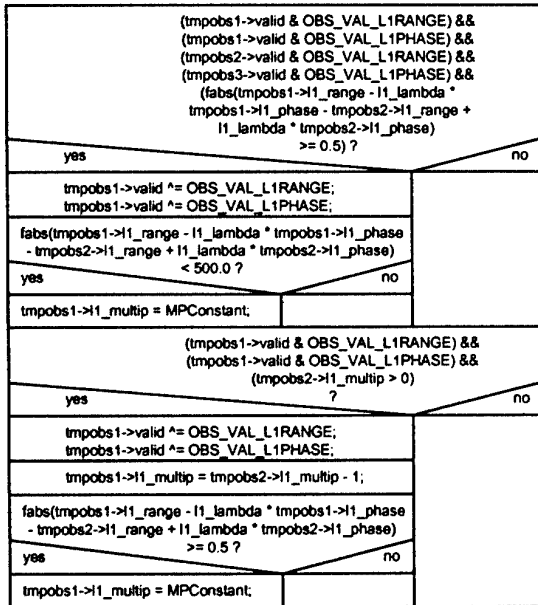 (tmpobs1->valid & OBS_VAL_L1RANGE) &&
(tmpobs1->valid & OBS_VAL_L1PHASE) &&
(tmpobs2->valid & OBS_VAL_L1RANGE) &&
(tmpobs3->valid & OBS_VAL_L1PHASE) &&
(fabs(tmpobs1->l1_range - l1_lambda *
tmpobs1->l1_phase - tmpobs2->l1_range +
l1_lambda * tmpobs2->l1_phase)
>= 0.5) ?
yes
no
tmpobs1->valid ^= OBS_VAL_L1RANGE;
tmpobs1->valid ^= OBS_VAL_L1PHASE;
fabs(tmpobs1->l1_range - l1_lambda * tmpobs1->l1_phase
- tmpobs2->l1_range + l1_lambda * tmpobs2->l1_phase)
< 500.0 ?
yes
no
tmpobs1->l1_multip = MPConstant;
(tmpobs1->valid & OBS_VAL_L1RANGE) &&
(tmpobs1->valid & OBS_VAL_L1PHASE) &&
(tmpobs2->l1_multip > 0)
?
yes
no
tmpobs1->valid ^= OBS_VAL_L1RANGE;
tmpobs1->valid ^= OBS_VAL_L1PHASE;
tmpobs1->l1_multip = tmpobs2->l1_multip - 1;
fabs(tmpobs1->l1_range - l1_lambda * tmpobs1->l1_phase
- tmpobs2->l1_range + l1_lambda * tmpobs2->l1_phase)
>= 0.5 ?
yes
no
tmpobs1->l1_multip = MPConstant;